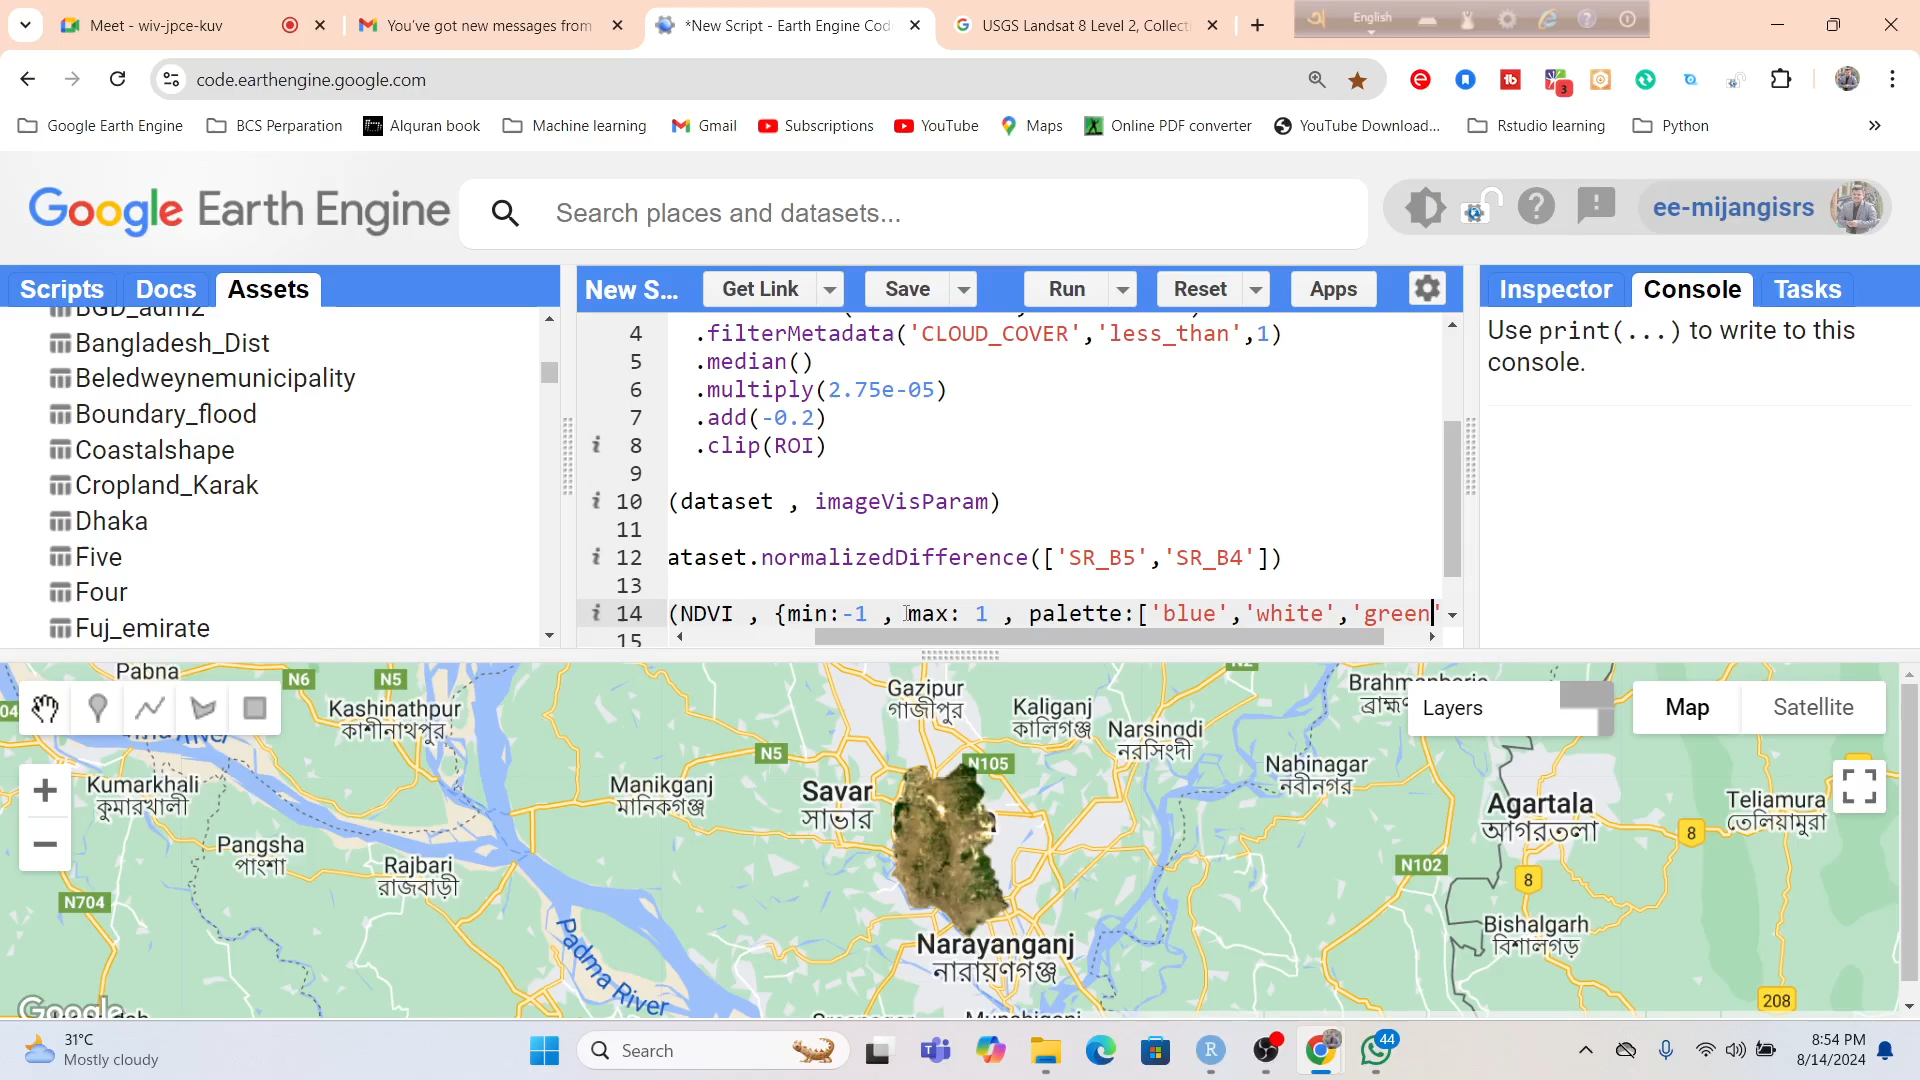 Meet - wiv-jpce-kuv
You've got new messages from
*New Script - Earth Engine Cod
USGS Landsat 8 Level 2, Collecti
English
code.earthengine.google.com
3
Google Earth Engine
BCS Perparation
Alquran book
Machine learning
Gmail
Subscriptions
YouTube
Maps
Online PDF converter
YouTube Download...
Rstudio learning
Python
Google Earth Engine
Search places and datasets...
ee-mijangisrs
Scripts
Docs
Assets
New S...
Get Link
Save
Run
Reset
Apps
Inspector
Console
Tasks
BGD_adm2
Bangladesh_Dist
Beledweynemunicipality
Boundary_flood
Coastalshape
Cropland_Karak
Dhaka
Five
Four
Fuj_emirate
4 .filterMetadata('CLOUD_COVER','less_than',1)
5 .median()
6 .multiply(2.75e-05)
7 .add(-0.2)
8 .clip(ROI)
9
10 (dataset , imageVisParam)
11
12 ataset.normalizedDifference(['SR_B5','SR_B4'])
13
14 (NDVI , {min:-1 , max: 1 , palette:['blue','white','green'
15
Use print(...) to write to this
console.
Pabna
N6
N5
Kashinathpur
কাশীনাথপুর
Gazipur
গাজীপুর
Kaliganj
কালিগঞ্জ
Narsingdi
নরসিংদী
Layers
Map
Satellite
N5
N105
Kumarkhali
কুমারখালী
Manikganj
মানিকগঞ্জ
Savar
সাভার
Nabinagar
নবীনগর
Agartala
আগরতলা
Teliamura
তেলিয়ামুরা
8
Pangsha
পাংশা
Rajbari
রাজবাড়ী
N102
8
N704
Padma River
Narayanganj
নারায়ণগঞ্জ
Bishalgarh
বিশালগড়
208
Google
31°C
Mostly cloudy
Search
44
8:54 PM
8/14/2024